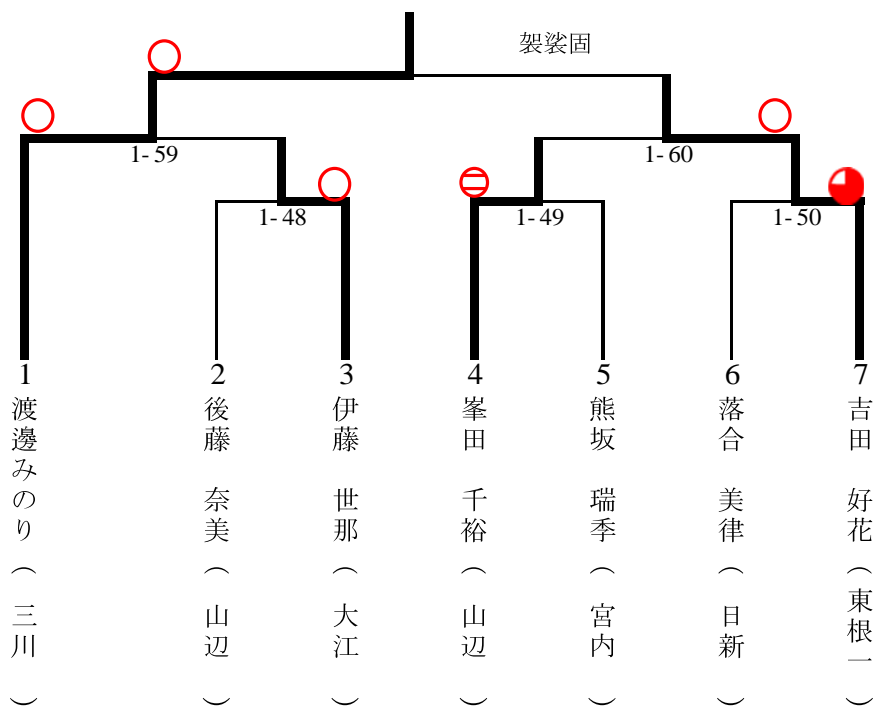 袈裟固
1-59
1-60
1-48
1-49
1-50
1
2
3
4
5
6
7
渡邊みのり（三川）
後藤 奈美（山辺）
伊藤 世那（大江）
峯田 千裕（山辺）
熊坂 瑞季（宮内）
落合 美律（日新）
吉田 好花（東根一）